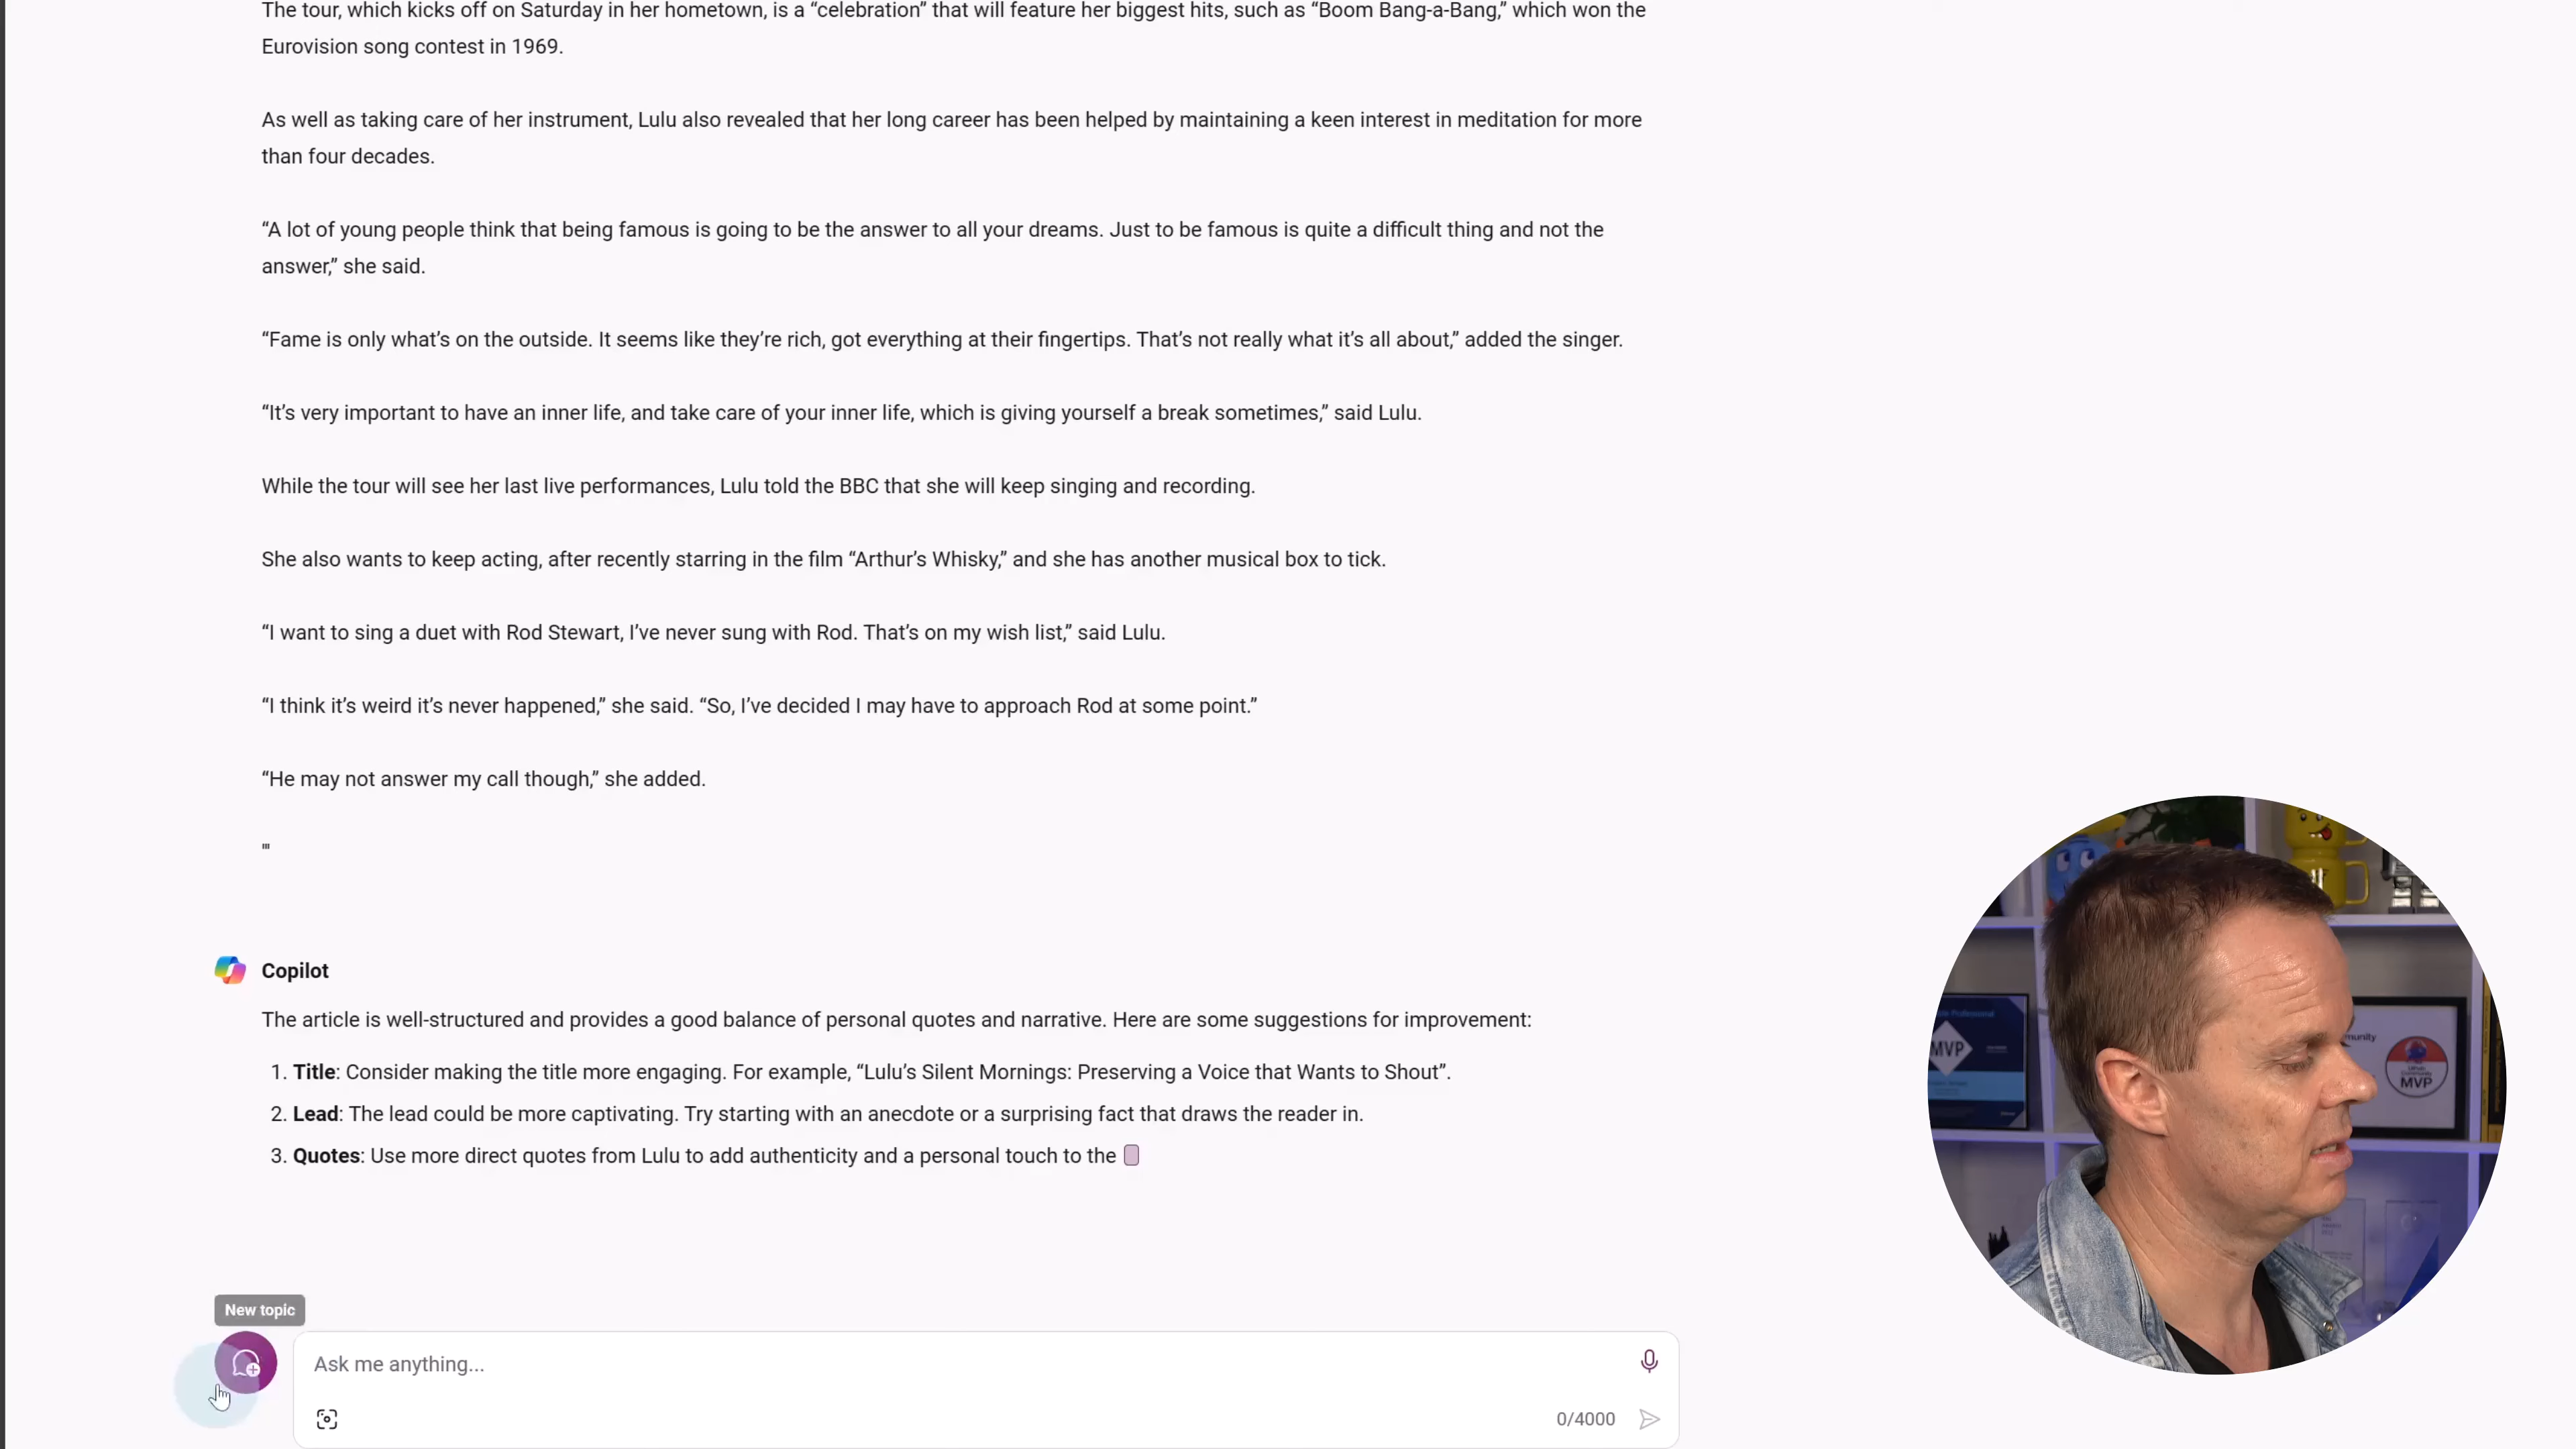 The tour, which kicks off on Saturday in her hometown, is a “celebration” that will feature her biggest hits, such as “Boom Bang-a-Bang,” which won the
Eurovision song contest in 1969.
As well as taking care of her instrument, Lulu also revealed that her long career has been helped by maintaining a keen interest in meditation for more
than four decades.
“A lot of young people think that being famous is going to be the answer to all your dreams. Just to be famous is quite a difficult thing and not the
answer,” she said.
“Fame is only what’s on the outside. It seems like they’re rich, got everything at their fingertips. That’s not really what it’s all about,” added the singer.
“It’s very important to have an inner life, and take care of your inner life, which is giving yourself a break sometimes,” said Lulu.
While the tour will see her last live performances, Lulu told the BBC that she will keep singing and recording.
She also wants to keep acting, after recently starring in the film “Arthur’s Whisky,” and she has another musical box to tick.
“I want to sing a duet with Rod Stewart, I’ve never sung with Rod. That’s on my wish list,” said Lulu.
“I think it’s weird it’s never happened,” she said. “So, I’ve decided I may have to approach Rod at some point.”
“He may not answer my call though,” she added.
'''
Copilot
The article is well-structured and provides a good balance of personal quotes and narrative. Here are some suggestions for improvement:
1. Title: Consider making the title more engaging. For example, “Lulu’s Silent Mornings: Preserving a Voice that Wants to Shout”.
2. Lead: The lead could be more captivating. Try starting with an anecdote or a surprising fact that draws the reader in.
3. Quotes: Use more direct quotes from Lulu to add authenticity and a personal touch to the
New topic
Ask me anything...
0/4000
MVP
MVP